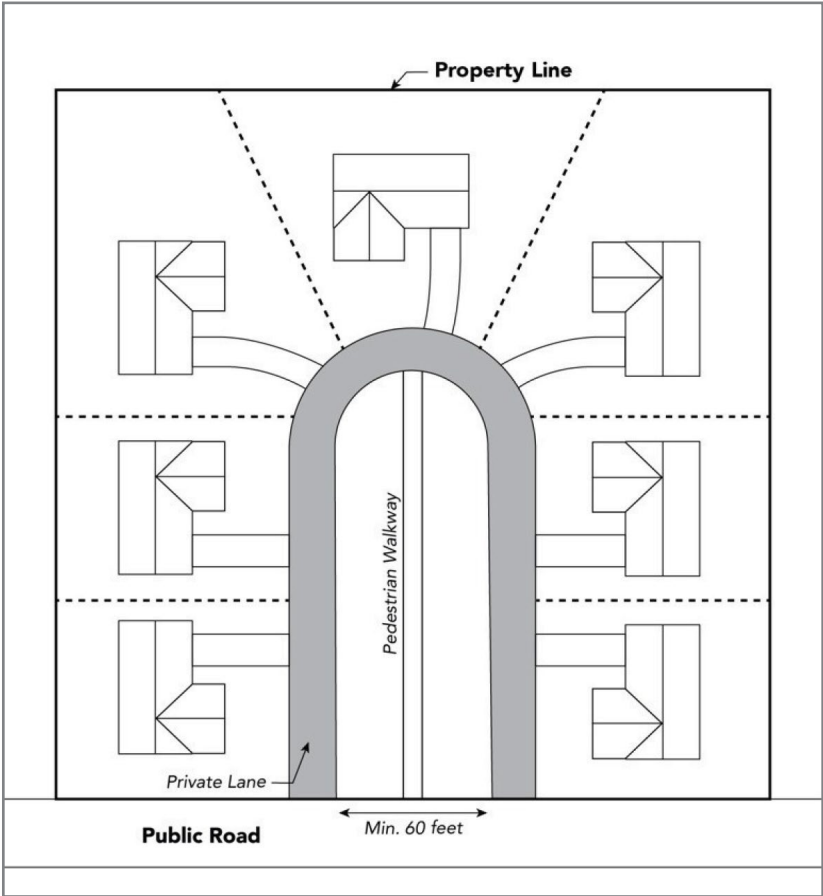 Property Line
Pedestrian Walkway
Private Lane
Min. 60 feet
Public Road